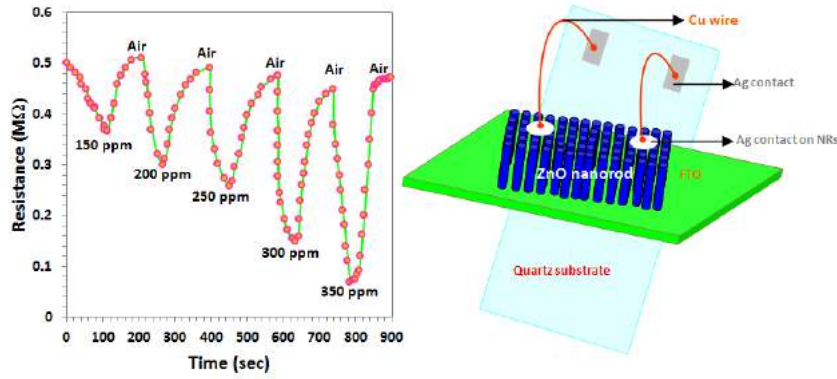 Resistance (MΩ)
0.6
0.5
0.4
0.3
0.2
0.1
0
Air
Air
Air
Air
Air
150 ppm
200 ppm
250 ppm
300 ppm
350 ppm
0 100 200 300 400 500 600 700 800 900
Time (sec)
Cu wire
Ag contact
Ag contact on NRs
ZnO nanorod
FTO
Quartz substrate